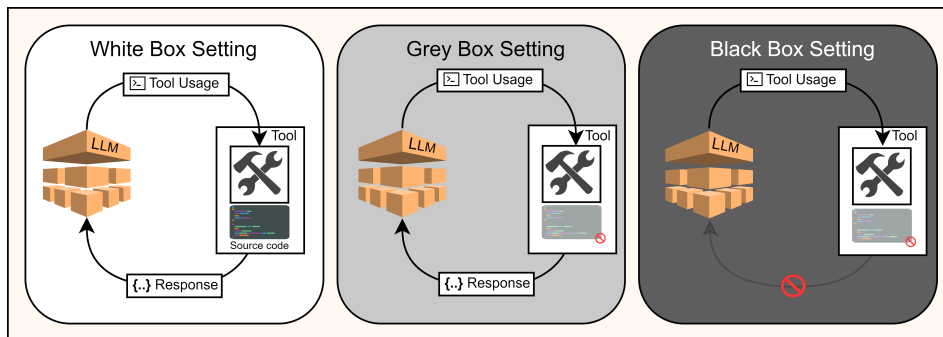 White Box Setting
Tool Usage
LLM
Tool
Source code
{..} Response
Grey Box Setting
Tool Usage
LLM
Tool
{..} Response
Black Box Setting
Tool Usage
LLM
Tool